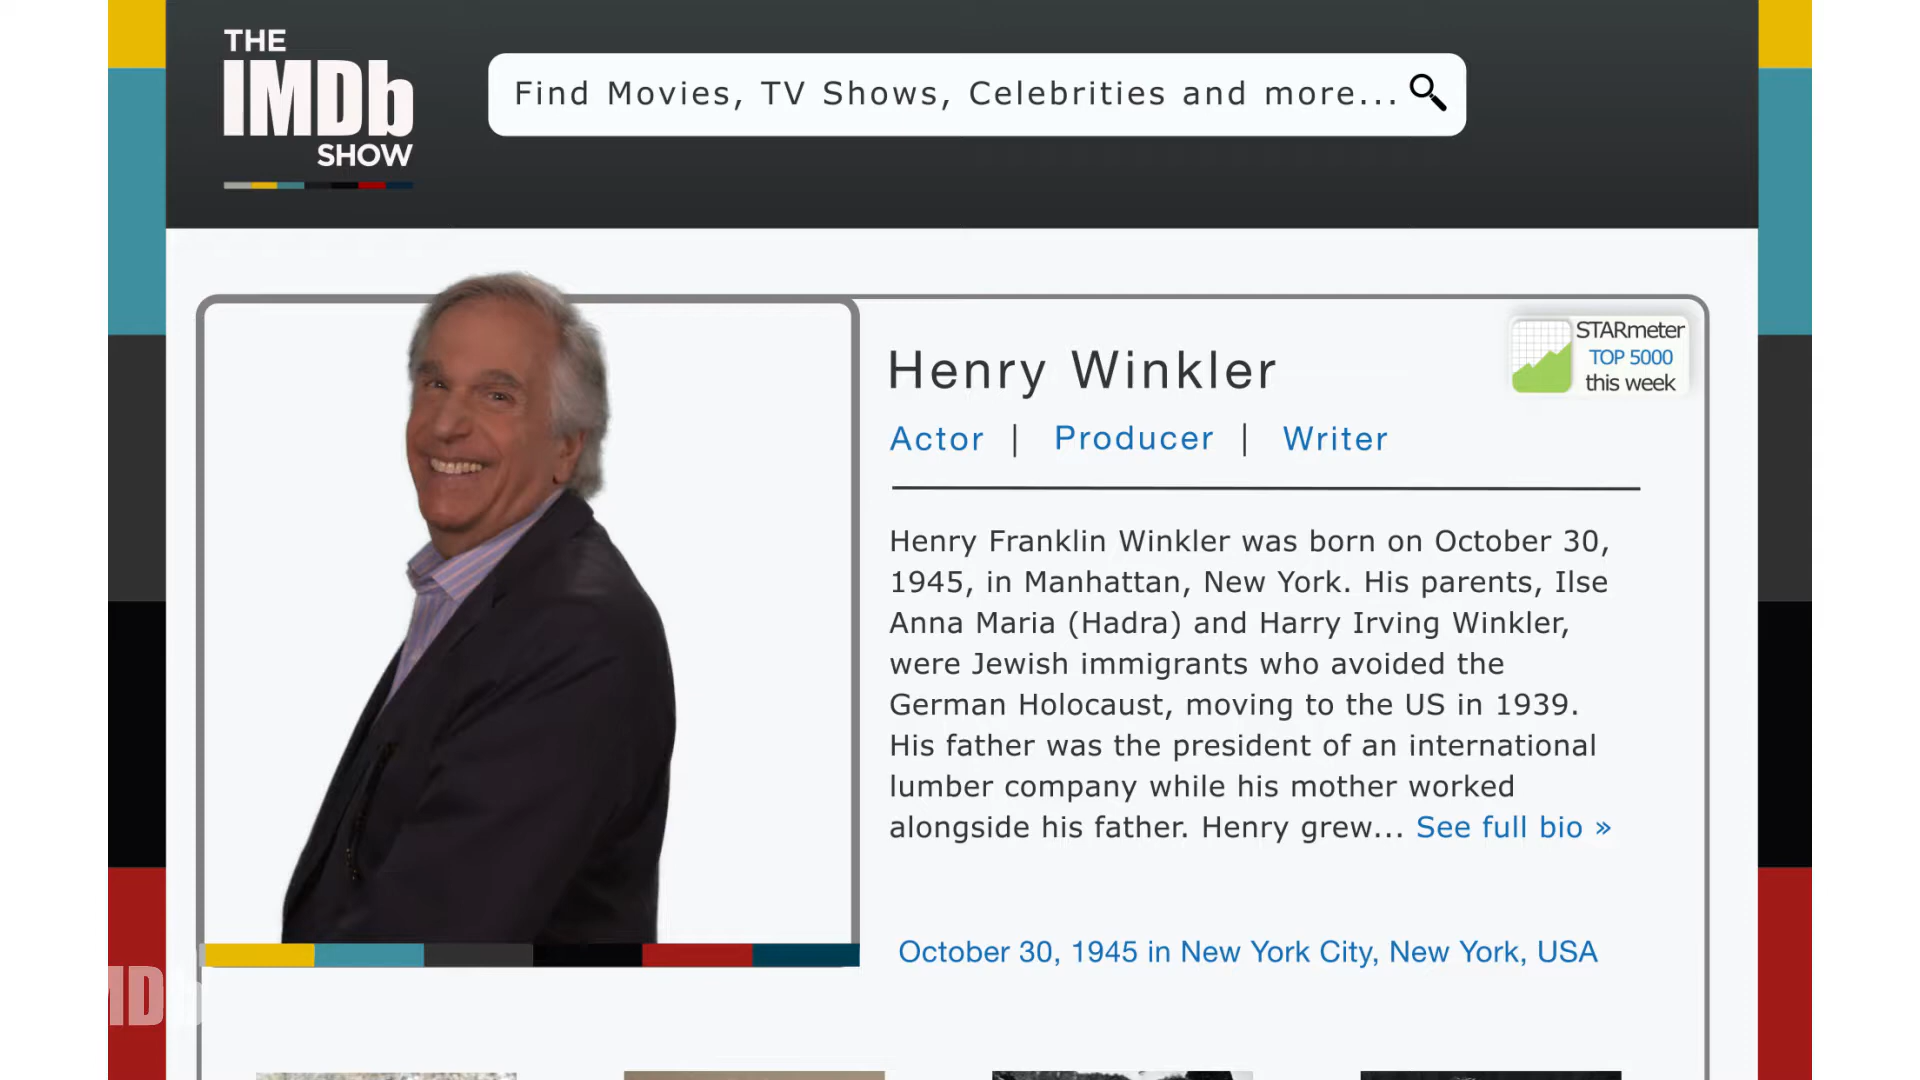 THE
IMDb
SHOW
Find Movies, TV Shows, Celebrities and more...
STARmeter
TOP 5000
this week
Henry Winkler
Actor | Producer | Writer
Henry Franklin Winkler was born on October 30,
1945, in Manhattan, New York. His parents, Ilse
Anna Maria (Hadra) and Harry Irving Winkler,
were Jewish immigrants who avoided the
German Holocaust, moving to the US in 1939.
His father was the president of an international
lumber company while his mother worked
alongside his father. Henry grew... See full bio »
October 30, 1945 in New York City, New York, USA